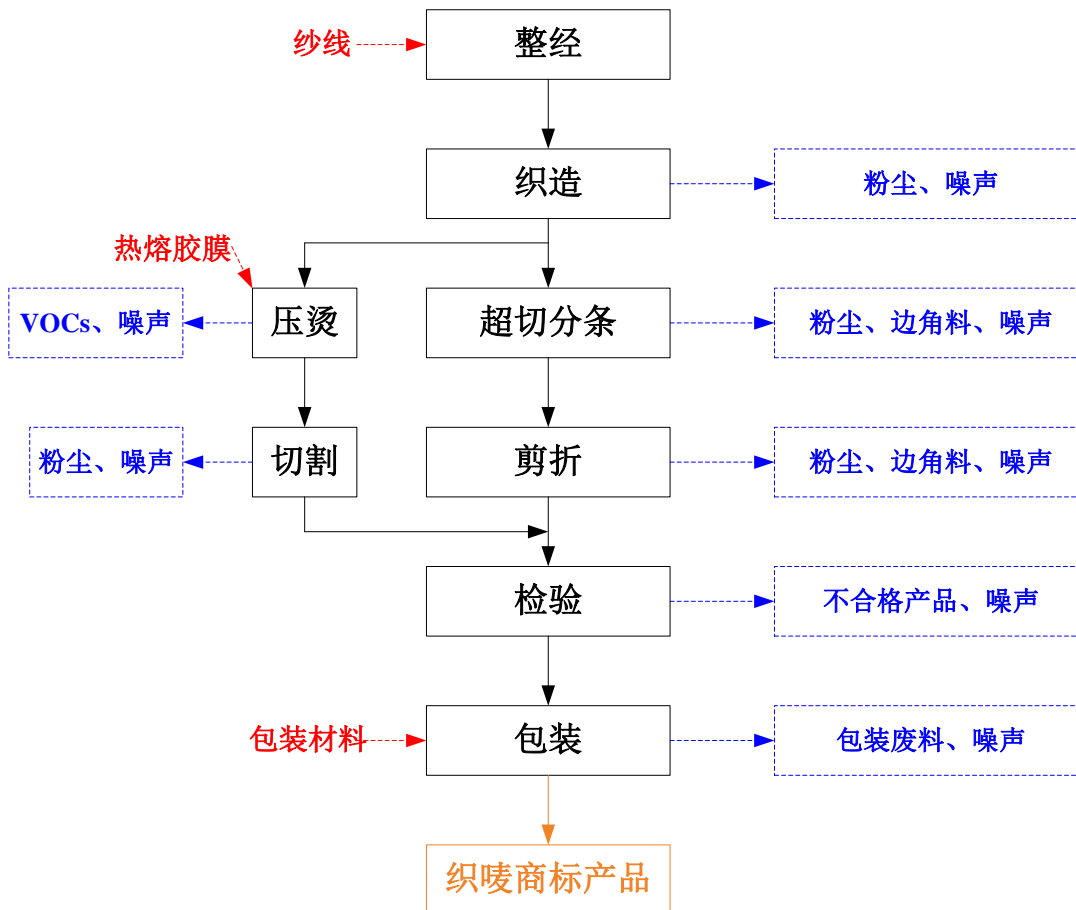 纱线
整经
织造
粉尘、噪声
热熔胶膜
VOCs、噪声
压烫
超切分条
粉尘、边角料、噪声
粉尘、噪声
切割
剪折
粉尘、边角料、噪声
检验
不合格产品、噪声
包装材料
包装
包装废料、噪声
织唛商标产品